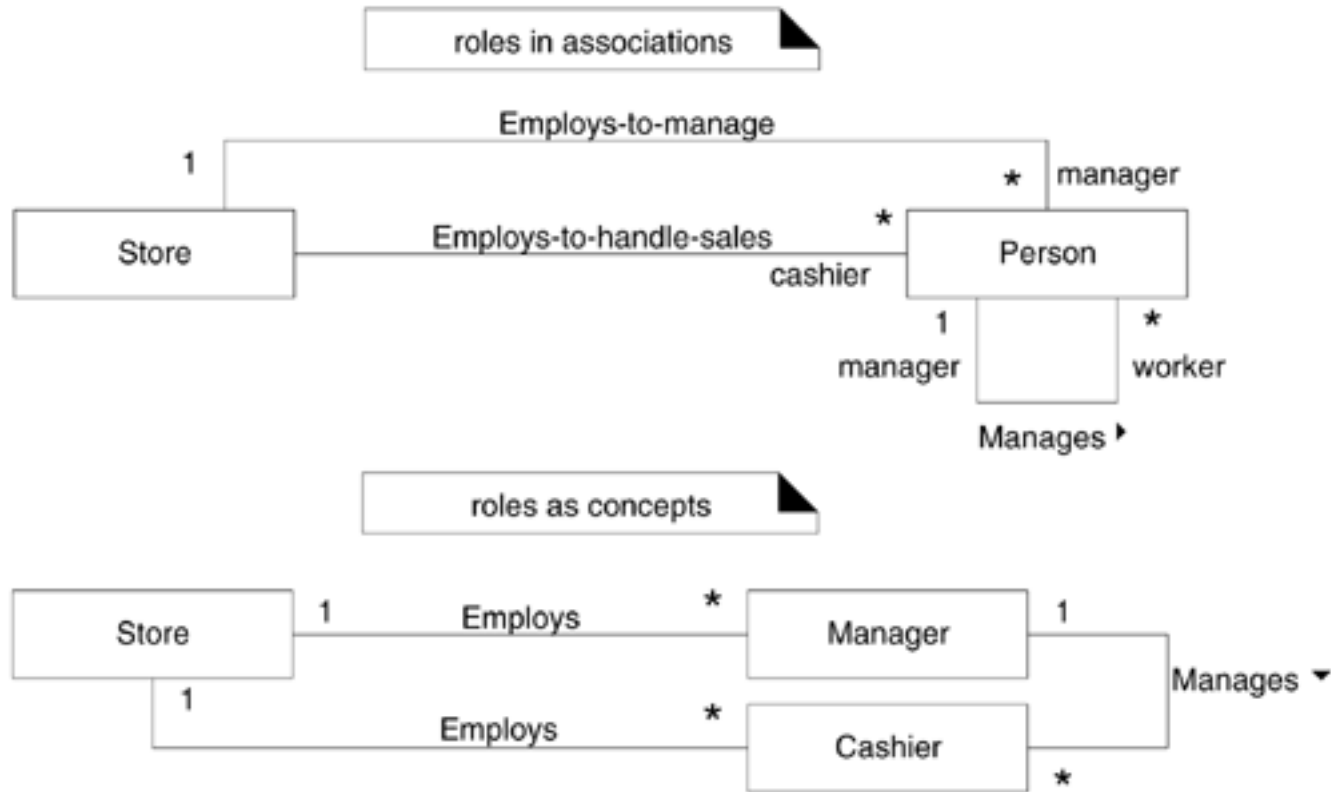 roles in associations
Employs-to-manage
1
* manager
Store
Employs-to-handle-sales
*
cashier
Person
1
*
manager
worker
Manages
roles as concepts
Store
1
Employs
*
Manager
1
Manages
1
Employs
*
Cashier
*